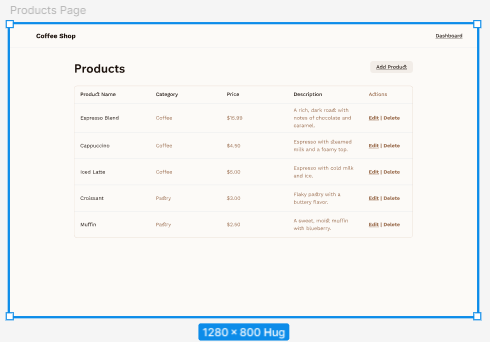 Products Page
Coffee Shop
Dashboard
Products
Add Product
Product Name Category Price Description Actions
Espresso Blend Coffee $10.99 A rich, dark roast with notes of chocolate and caramel. Edit | Delete
Cappuccino Coffee $4.50 Espresso with steamed milk and a foamy top. Edit | Delete
Iced Latte Coffee $5.00 Espresso with cold milk and ice. Edit | Delete
Croissant Pastry $3.00 Flaky pastry with a buttery flavor. Edit | Delete
Muffin Pastry $2.50 A sweet, moist muffin with blueberry. Edit | Delete
1280 × 800 Hug